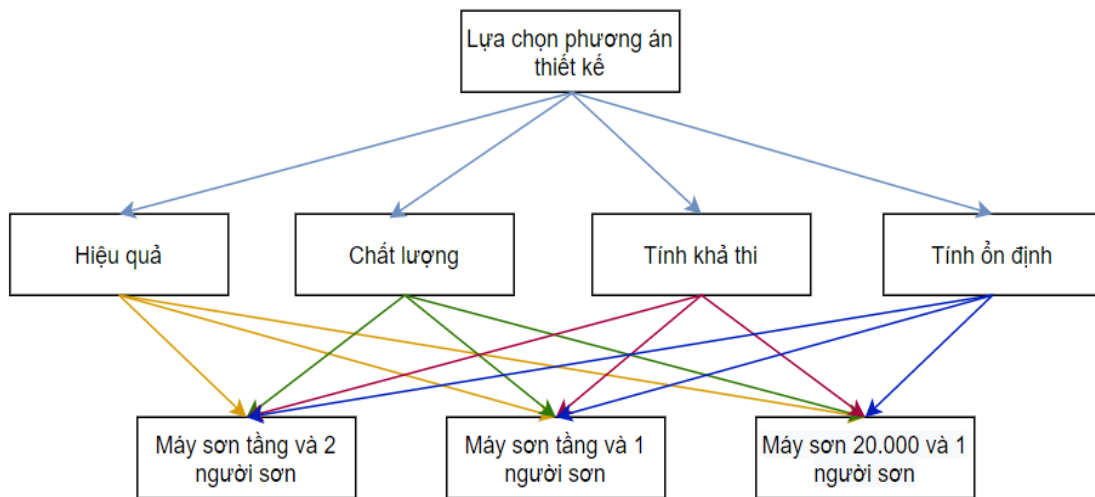 Lựa chọn phương án
thiết kế
Hiệu quả
Chất lượng
Tính khả thi
Tính ổn định
Máy sơn tầng và 2
người sơn
Máy sơn tầng và 1
người sơn
Máy sơn 20.000 và 1
người sơn